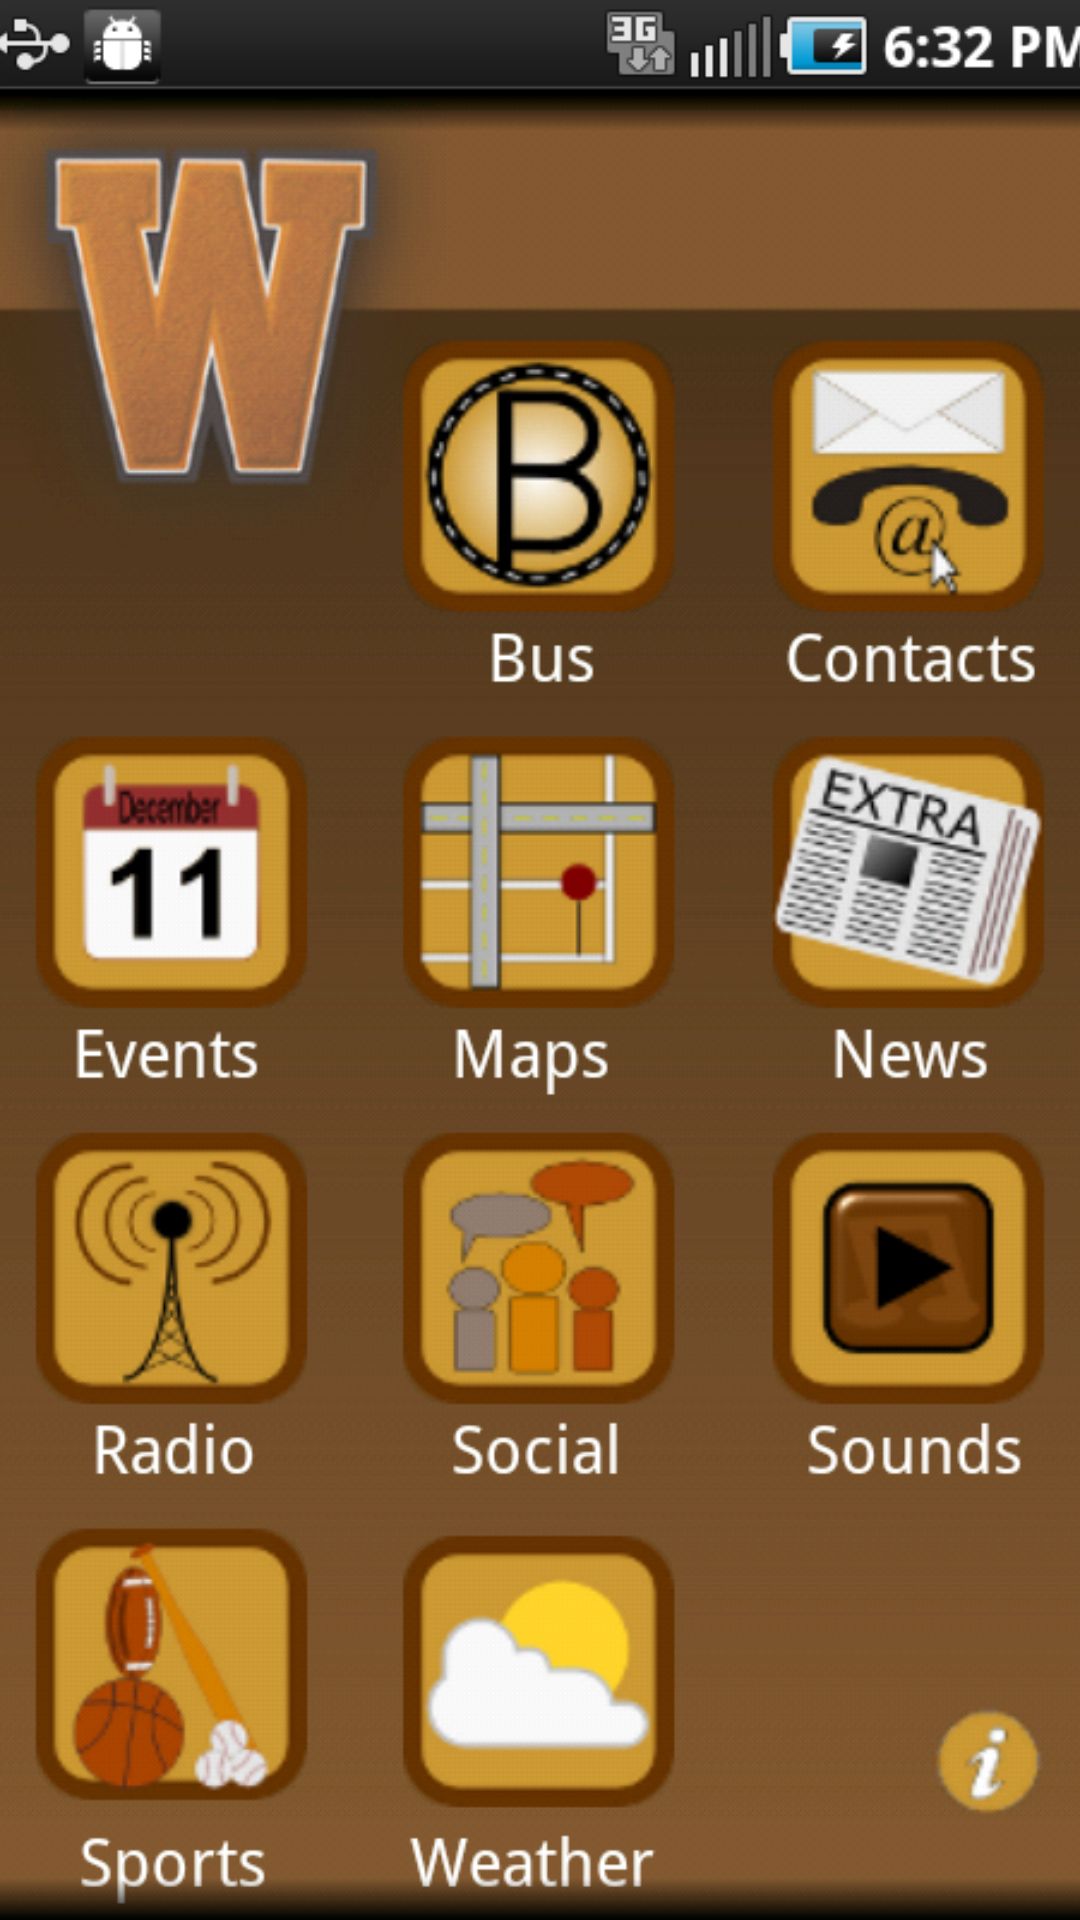 3G 6:32 PM
W
B
@
Bus Contacts
December
11
EXTRA
Events Maps News
Radio Social Sounds
i
Sports Weather